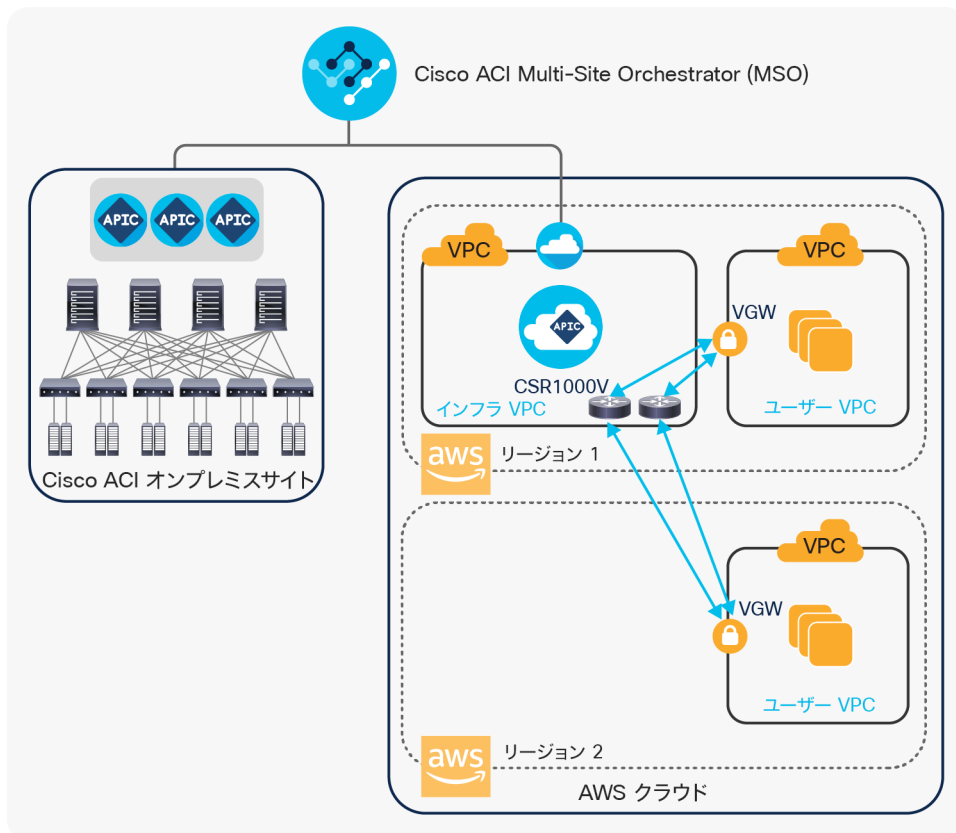 Cisco ACI Multi-Site Orchestrator (MSO)
APIC APIC APIC
Cisco ACI オンプレミスサイト
VPC
APIC
CSR1000V
インフラ VPC
VPC
VGW
ユーザー VPC
aws
リージョン 1
VPC
VGW
ユーザー VPC
aws
リージョン 2
AWS クラウド